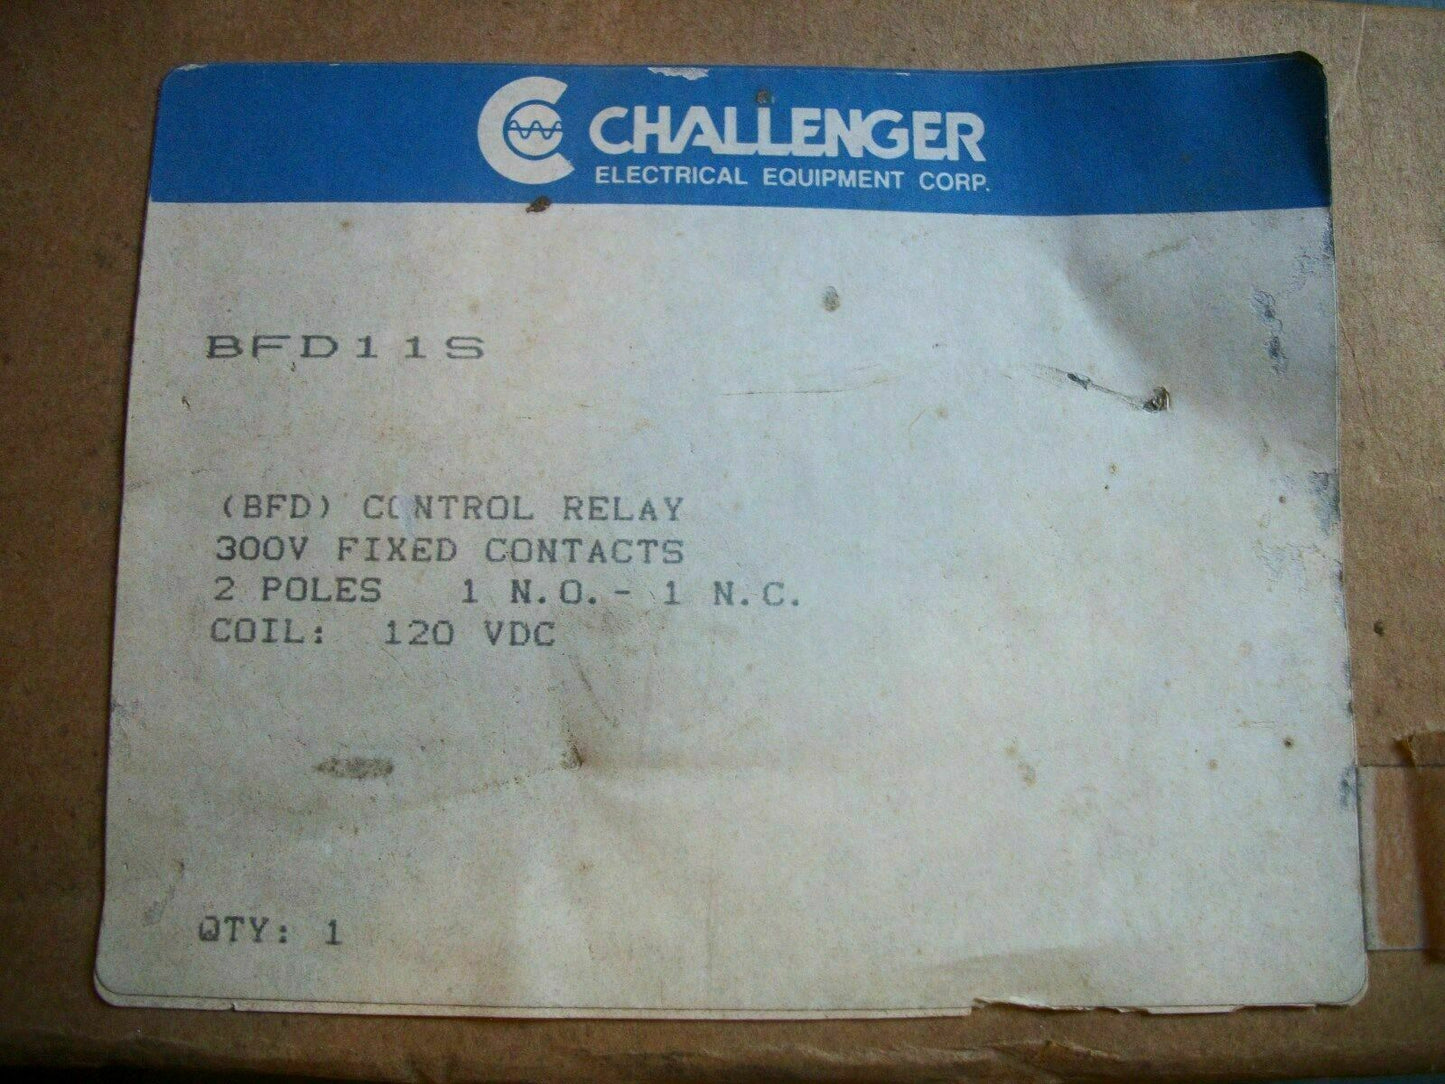 CHALLENGER
ELECTRICAL EQUIPMENT CORP.
BFD11S
(BFD) CONTROL RELAY
300V FIXED CONTACTS
2 POLES 1 N.O.- 1 N.C.
COIL: 120 VDC
QTY: 1